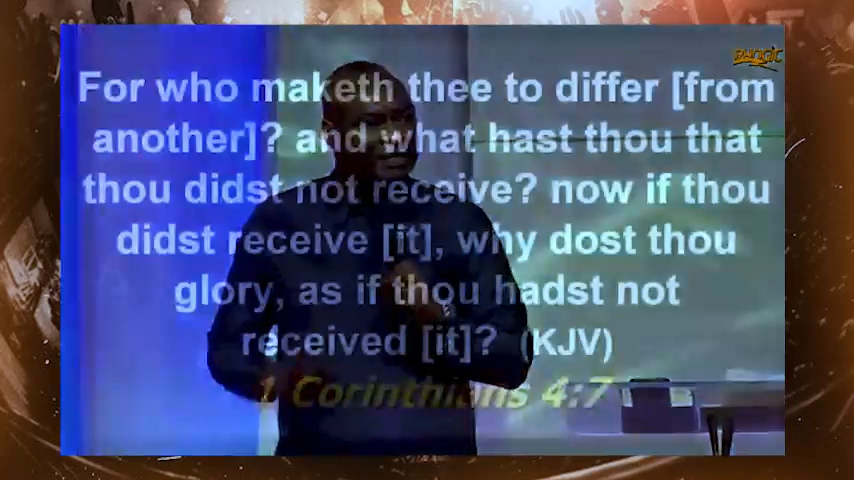 For who maketh thee to differ [from
another]? and what hast thou that
thou didst not receive? now if thou
didst receive [it], why dost thou
glory, as if thou hadst not
received [it]? (KJV)
1 Corinthians 4:7